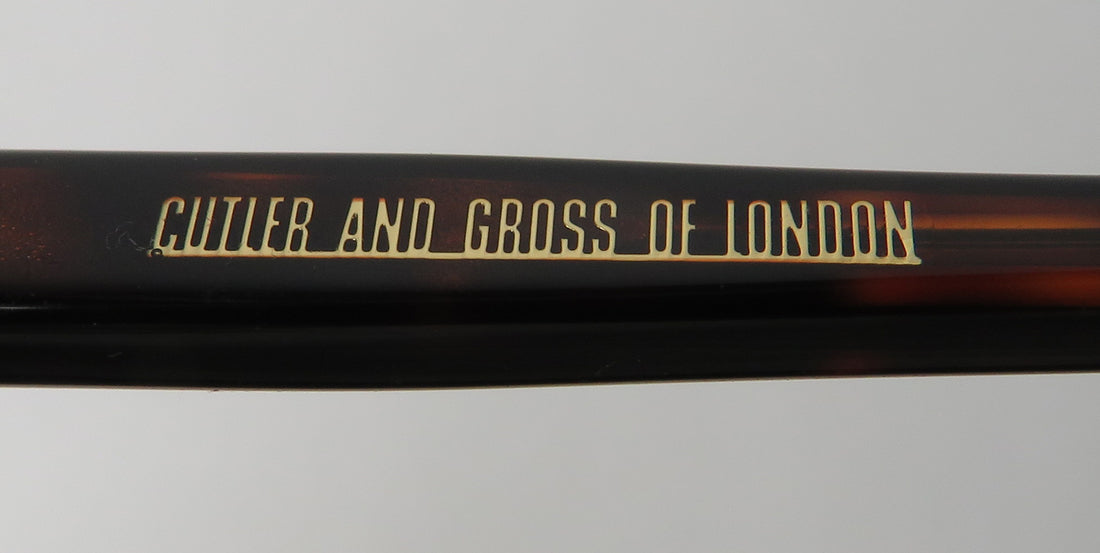 CUTLER AND GROSS OF LONDON